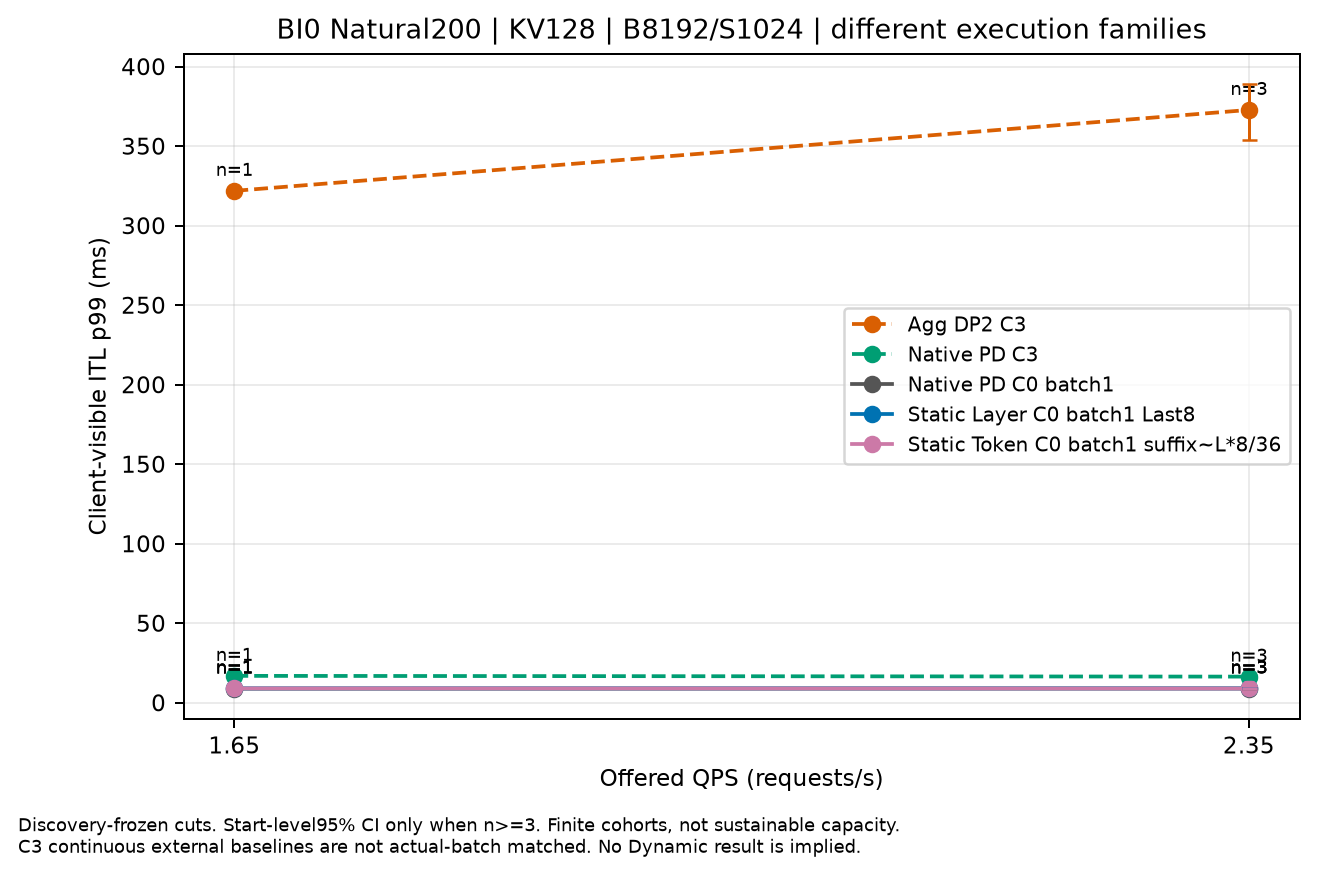 BI0 Natural200 | KV128 | B8192/S1024 | different execution families
400
350
300
250
200
150
100
50
0
Client-visible ITL p99 (ms)
n=1
n=3
Agg DP2 C3
Native PD C3
Native PD C0 batch1
Static Layer C0 batch1 Last8
Static Token C0 batch1 suffix~L*8/36
n=1
n=1
n=3
n=3
1.65
2.35
Offered QPS (requests/s)
Discovery-frozen cuts. Start-level95% CI only when n>=3. Finite cohorts, not sustainable capacity.
C3 continuous external baselines are not actual-batch matched. No Dynamic result is implied.